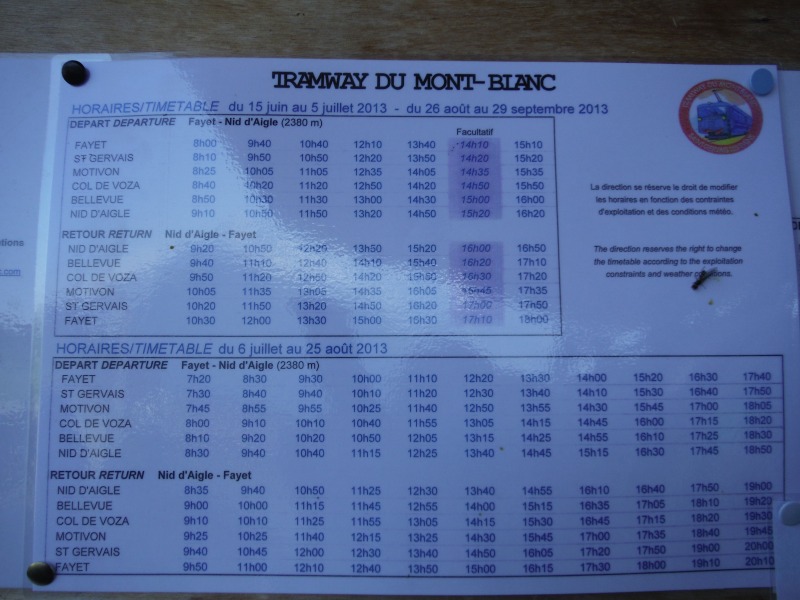 TRAMWAY DU MONT-BLANC
HORAIRES/TIMETABLE du 15 juin au 5 juillet 2013 - du 26 août au 29 septembre 2013
DEPART DEPARTURE Fayet - Nid d'Aigle (2380 m)
Facultatif
FAYET 8h00 9h40 10h40 12h10 13h40 14h10 15h10
ST GERVAIS 8h10 9h50 10h50 12h20 13h50 14h20 15h20
MOTIVON 8h25 10h05 11h05 12h35 14h05 14h35 15h35
COL DE VOZA 8h40 10h20 11h20 12h50 14h20 14h50 15h50
BELLEVUE 8h50 10h30 11h30 13h00 14h30 15h00 16h00
NID D'AIGLE 9h10 10h50 11h50 13h20 14h50 15h20 16h20
RETOUR RETURN Nid d'Aigle - Fayet
NID D'AIGLE 9h20 10h50 12h20 13h50 15h20 16h00 16h50
BELLEVUE 9h40 11h10 12h40 14h10 15h40 16h20 17h10
COL DE VOZA 9h50 11h20 12h50 14h20 15h50 16h30 17h20
MOTIVON 10h05 11h35 13h05 14h35 16h05 16h45 17h35
ST GERVAIS 10h20 11h50 13h20 14h50 16h20 17h00 17h50
FAYET 10h30 12h00 13h30 15h00 16h30 17h10 18h00
La direction se réserve le droit de modifier
les horaires en fonction des contraintes
d'exploitation et des conditions météo.
The direction reserves the right to change
the timetable according to the exploitation
constraints and weather
HORAIRES/TIMETABLE du 6 juillet au 25 août 2013
DEPART DEPARTURE Fayet - Nid d'Aigle (2380 m)
FAYET 7h20 8h30 9h30 10h00 11h10 12h20 13h30 14h00 15h20 16h30 17h40
ST GERVAIS 7h30 8h40 9h40 10h10 11h20 12h30 13h40 14h10 15h30 16h40 17h50
MOTIVON 7h45 8h55 9h55 10h25 11h40 12h50 13h55 14h30 15h45 17h00 18h05
COL DE VOZA 8h00 9h10 10h10 10h40 11h55 13h05 14h15 14h45 16h00 17h15 18h20
BELLEVUE 8h10 9h20 10h20 10h50 12h05 13h15 14h25 14h55 16h10 17h25 18h30
NID D'AIGLE 8h30 9h40 10h40 11h15 12h25 13h40 14h45 15h15 16h30 17h45 18h50
RETOUR RETURN Nid d'Aigle - Fayet
NID D'AIGLE 8h35 9h40 10h50 11h25 12h30 13h40 14h55 16h10 16h40 17h50 19h00
BELLEVUE 9h00 10h00 11h15 11h45 12h55 14h00 15h15 16h35 17h05 18h10 19h20
COL DE VOZA 9h10 10h10 11h25 11h55 13h05 14h15 15h30 16h45 17h15 18h20 19h30
MOTIVON 9h25 10h25 11h40 12h15 13h25 14h30 15h45 17h00 17h35 18h40 19h45
ST GERVAIS 9h40 10h45 12h00 12h30 13h40 14h50 16h05 17h20 17h50 19h00 20h00
FAYET 9h50 11h00 12h10 12h40 13h50 15h00 16h15 17h30 18h00 19h10 20h10